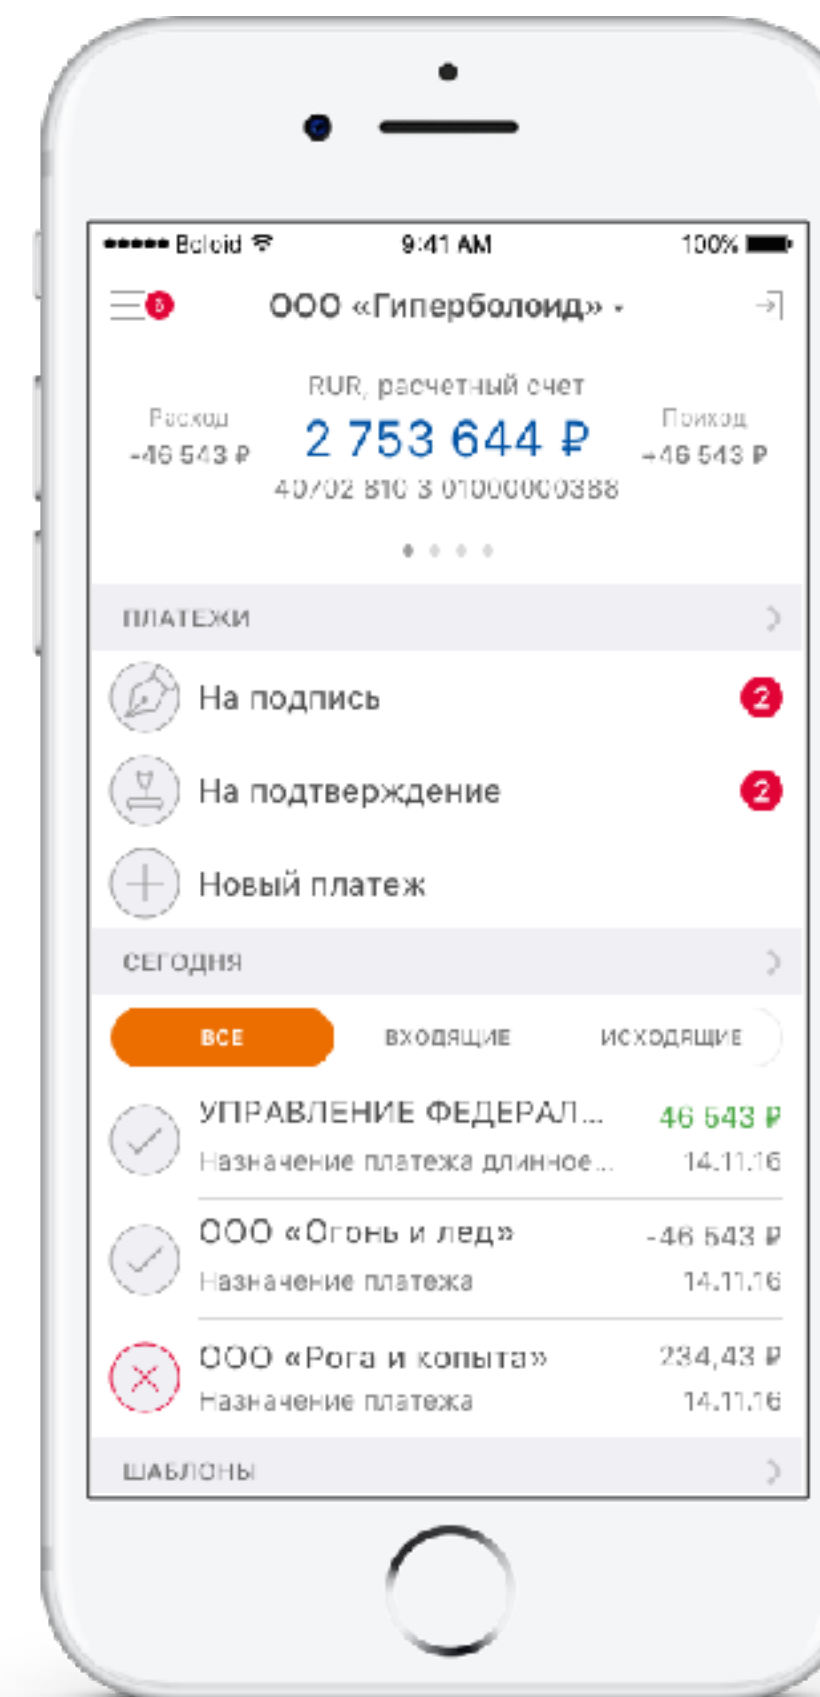 Boloid 9:41 AM 100%
6 ООО «Гиперболоид»
RUR, расчетный счет
Расход 2 753 644 ₽ Приход
-46 543 ₽ +46 543 ₽
40702 810 3 01000000388
ПЛАТЕЖИ
На подпись 2
На подтверждение 2
Новый платеж
СЕГОДНЯ
ВСЕ ВХОДЯЩИЕ ИСХОДЯЩИЕ
УПРАВЛЕНИЕ ФЕДЕРАЛ... 46 543 ₽
Назначение платежа длинное... 14.11.16
ООО «Огонь и лед» -46 543 ₽
Назначение платежа 14.11.16
ООО «Рога и копыта» 234,43 ₽
Назначение платежа 14.11.16
ШАБЛОНЫ